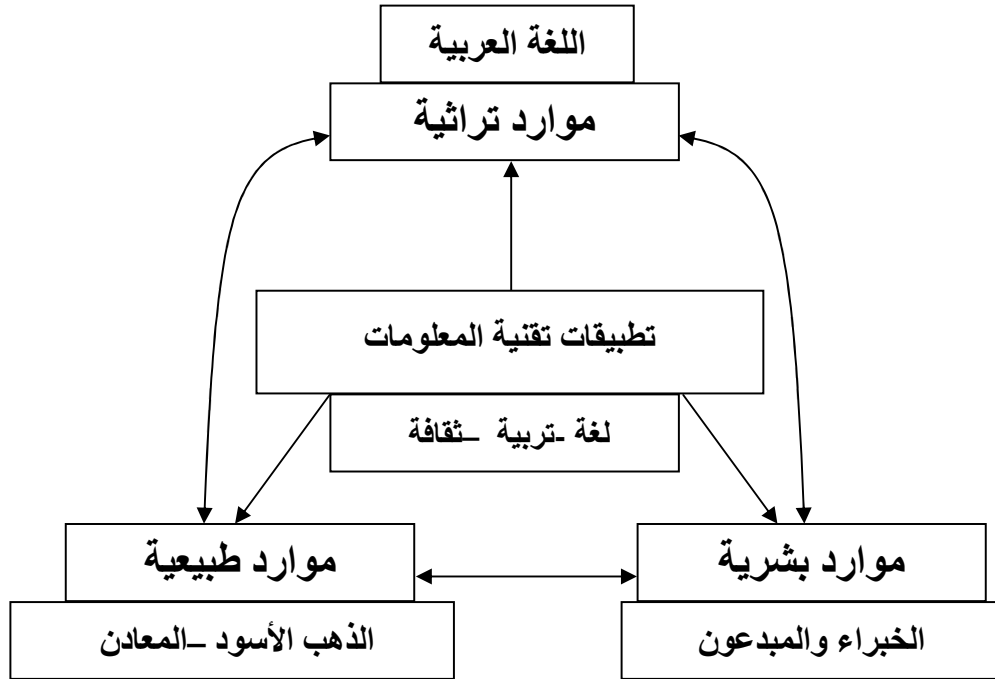 اللغة العربية
موارد تراثية
تطبيقات تقنية المعلومات
لغة -تربية –ثقافة
موارد بشرية
موارد طبيعية
الخبراء والمبدعون
الذهب الأسود –المعادن